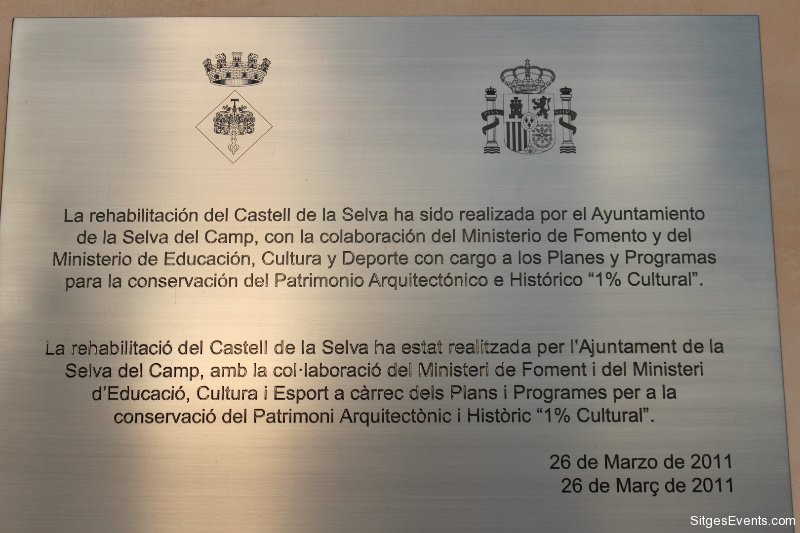 La rehabilitación del Castell de la Selva ha sido realizada por el Ayuntamiento
de la Selva del Camp, con la colaboración del Ministerio de Fomento y del
Ministerio de Educación, Cultura y Deporte con cargo a los Planes y Programas
para la conservación del Patrimonio Arquitectónico e Histórico “1% Cultural”.
La rehabilitació del Castell de la Selva ha estat realitzada per l’Ajuntament de la
Selva del Camp, amb la col·laboració del Ministeri de Foment i del Ministeri
d’Educació, Cultura i Esport a càrrec dels Plans i Programes per a la
conservació del Patrimoni Arquitectònic i Històric “1% Cultural”.
26 de Marzo de 2011
26 de Març de 2011
SitgesEvents.com